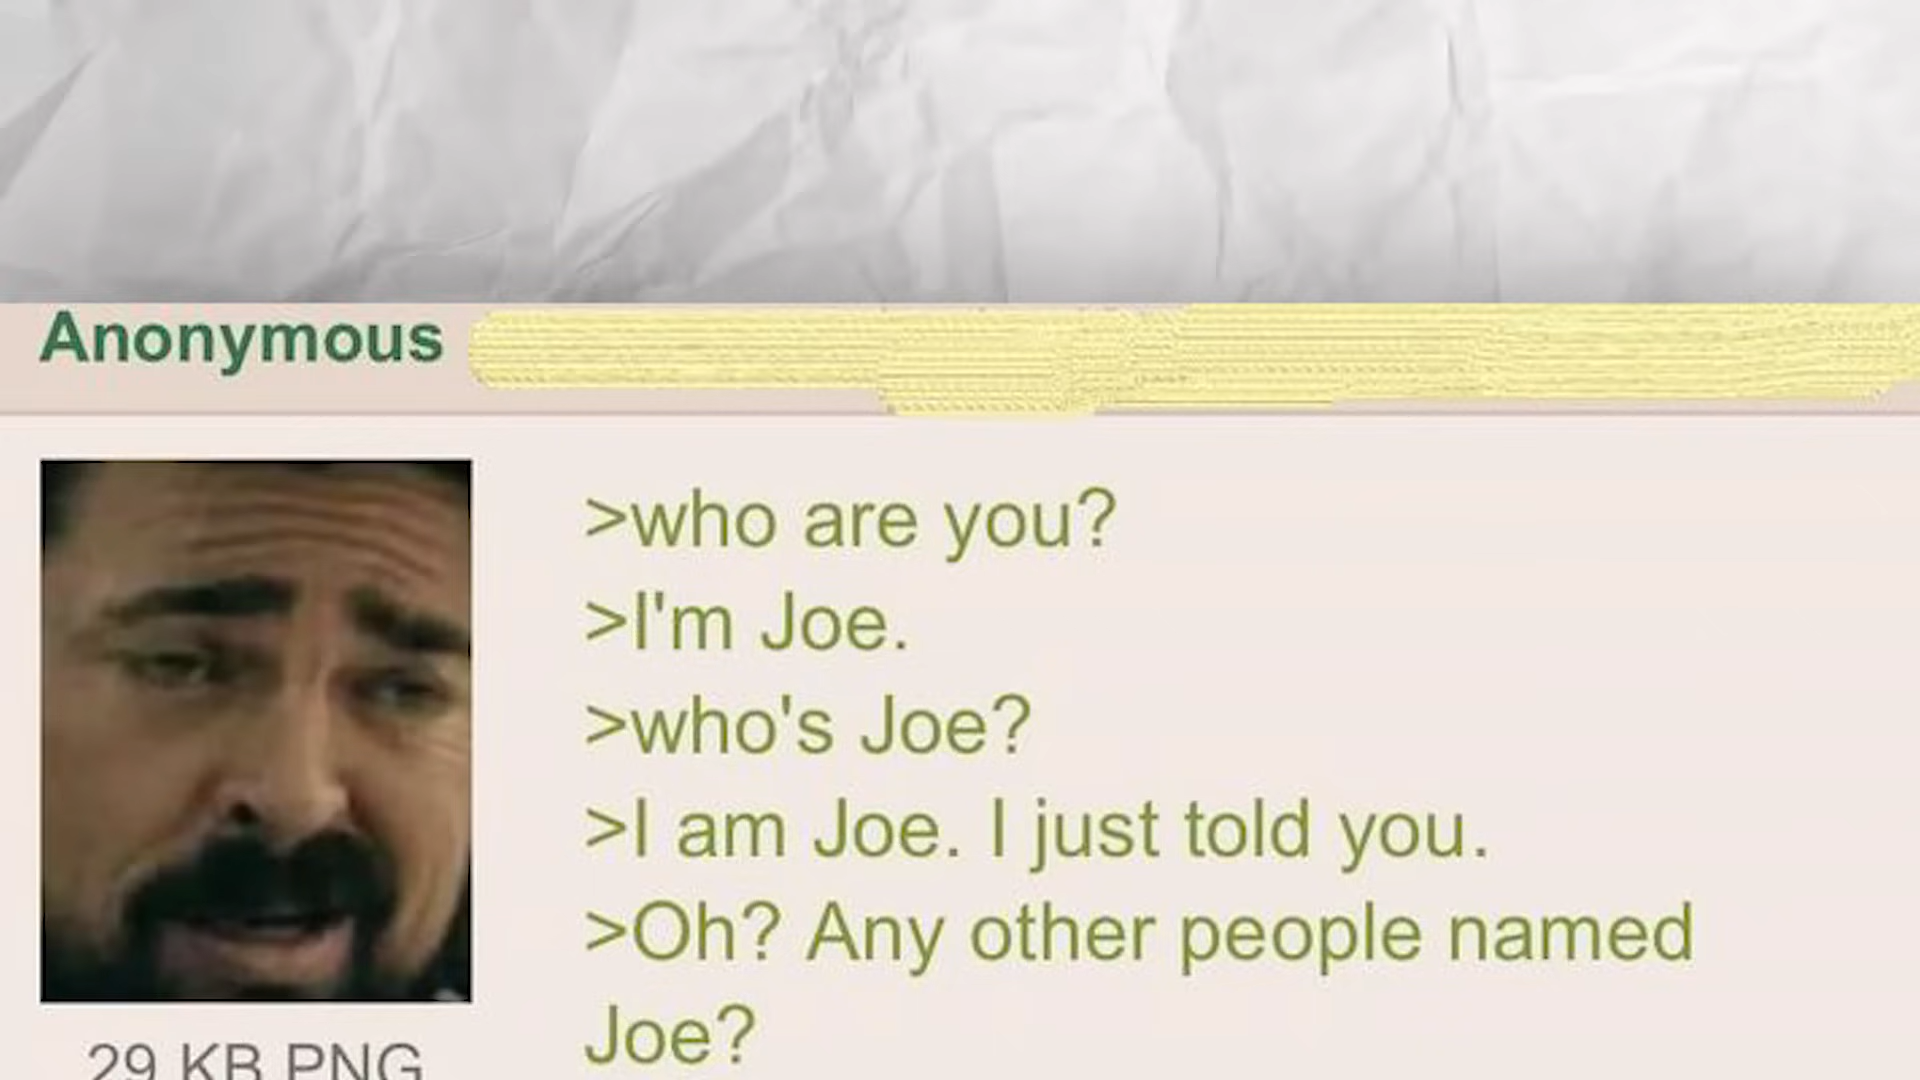 Anonymous
>who are you?
>I'm Joe.
>who's Joe?
>I am Joe. I just told you.
>Oh? Any other people named
Joe?
29 KB PNG